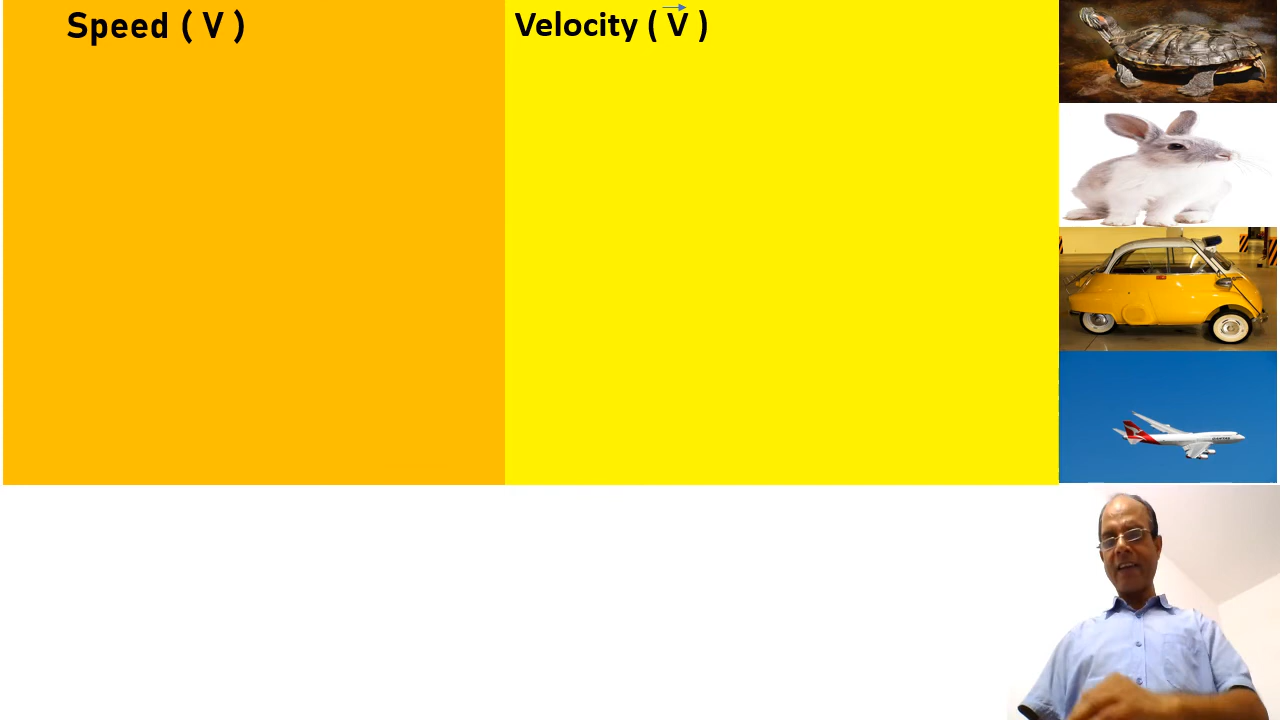 Speed ( V )
Velocity ( V⃗ )